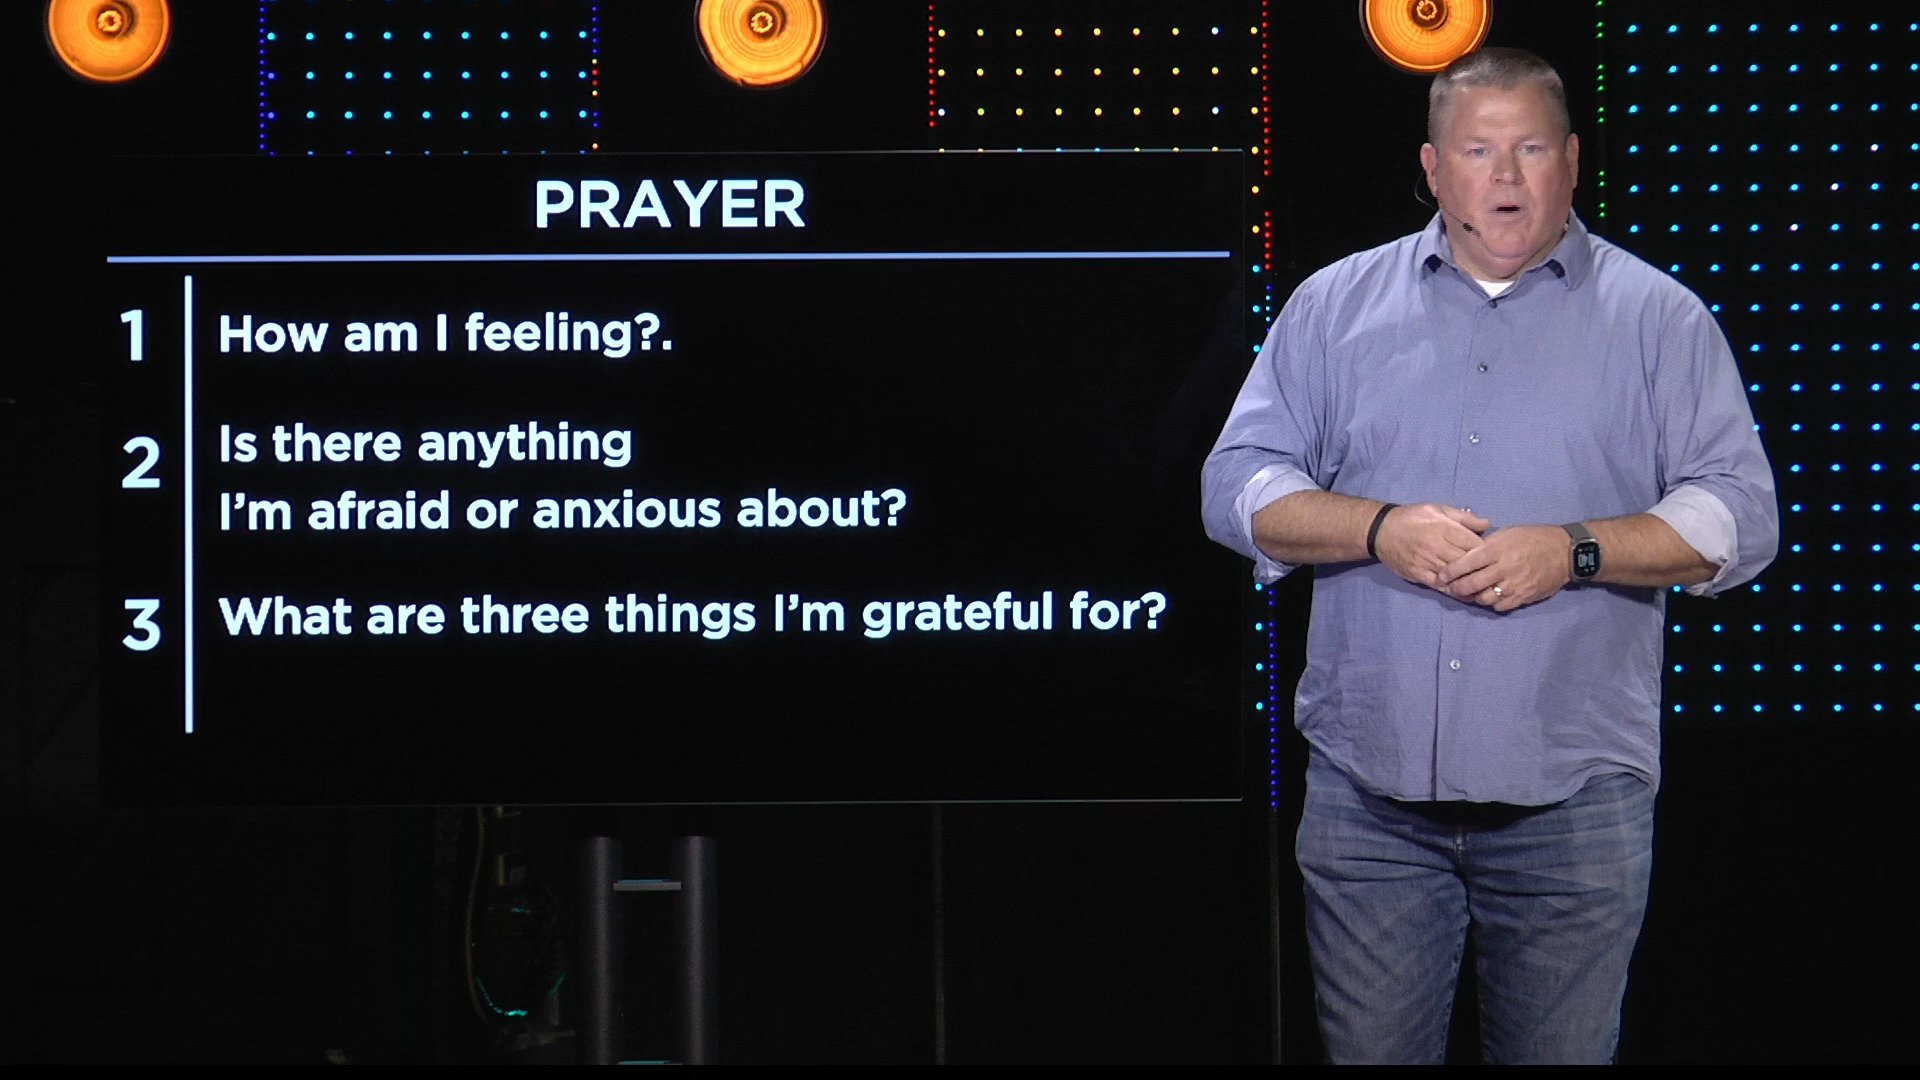 PRAYER
1 How am I feeling?.
2 Is there anything
I'm afraid or anxious about?
3 What are three things I'm grateful for?